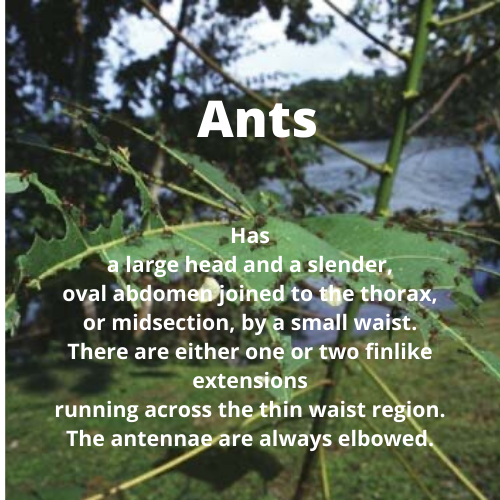 Ants
Has
a large head and a slender,
oval abdomen joined to the thorax,
or midsection, by a small waist.
There are either one or two finlike
extensions
running across the thin waist region.
The antennae are always elbowed.